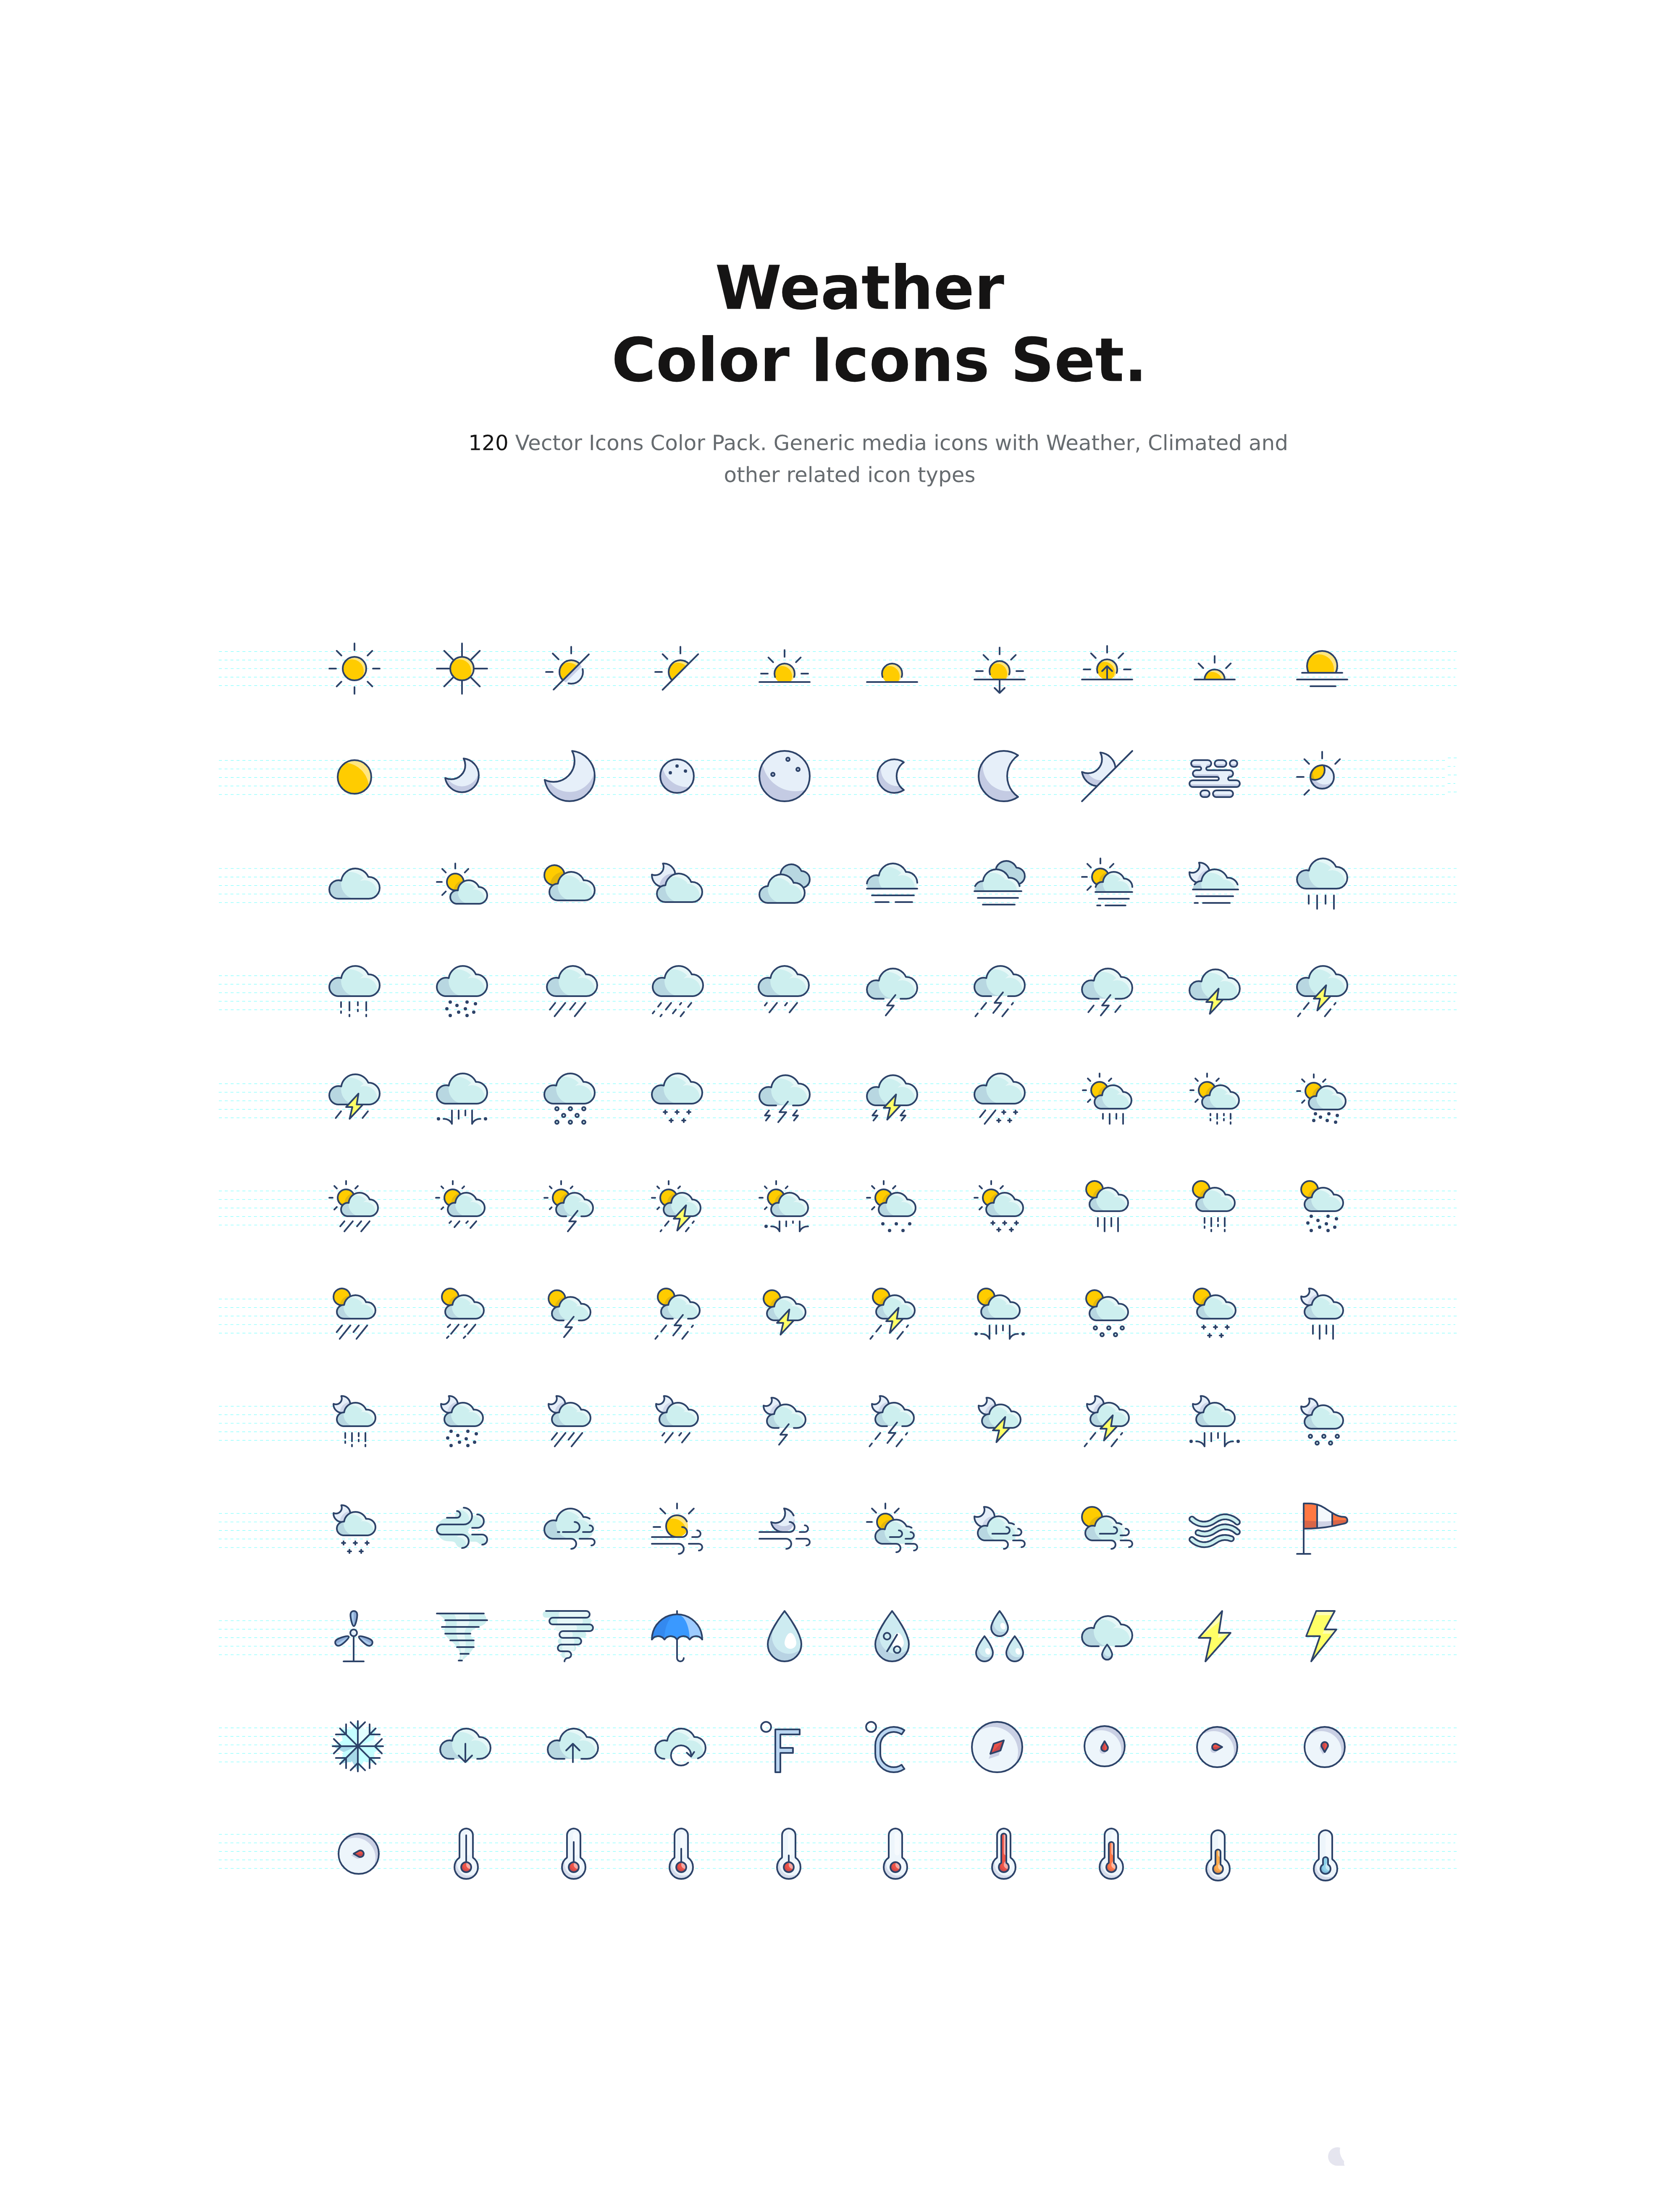 Weather
Color Icons Set.
120 Vector Icons Color Pack. Generic media icons with Weather, Climated and
other related icon types
%
°F °C